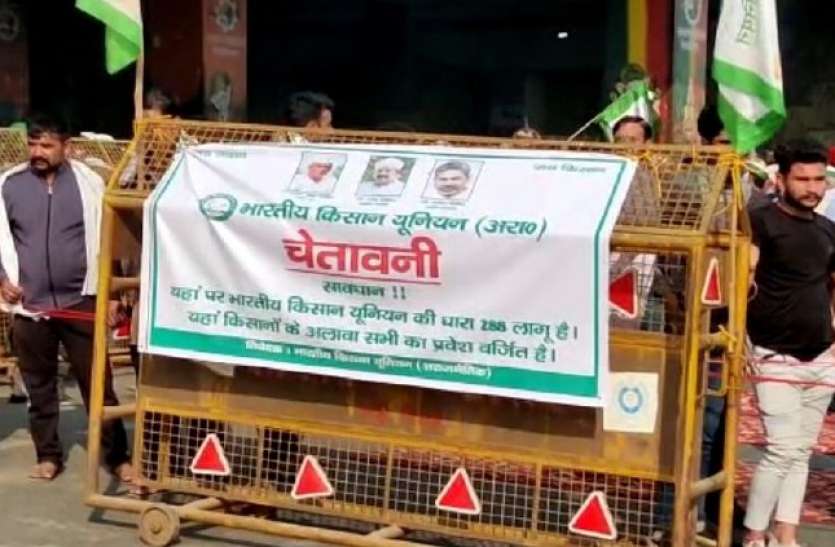 जय किसान
भारतीय किसान यूनियन (अरा०)
चेतावनी
सावधान !!
यहां पर भारतीय किसान यूनियन की धारा 288 लागू है।
यहां किसानों के अलावा सभी का प्रवेश वर्जित है।
निवेदक : भारतीय किसान यूनियन (अराजनैतिक)